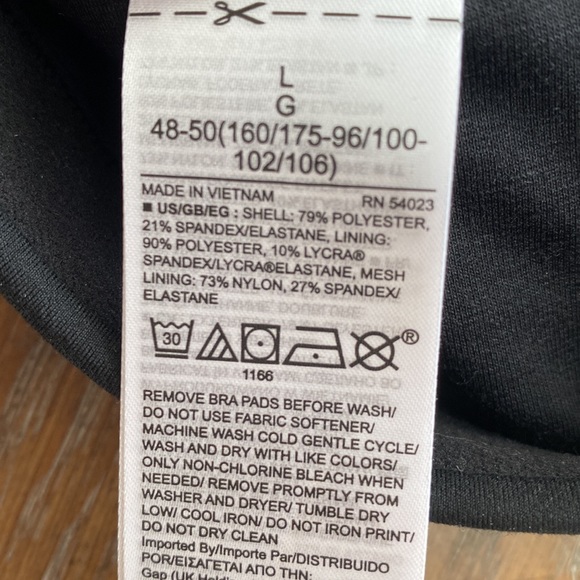 L
G
48-50(160/175-96/100-
102/106)
MADE IN VIETNAM RN 54023
■ US/GB/EG : SHELL: 79% POLYESTER,
21% SPANDEX/ELASTANE, LINING:
90% POLYESTER, 10% LYCRA®
SPANDEX/LYCRA®ELASTANE, MESH
LINING: 73% NYLON, 27% SPANDEX/
ELASTANE
30
®
1166
REMOVE BRA PADS BEFORE WASH/
DO NOT USE FABRIC SOFTENER/
MACHINE WASH COLD GENTLE CYCLE/
WASH AND DRY WITH LIKE COLORS/
ONLY NON-CHLORINE BLEACH WHEN
NEEDED/ REMOVE PROMPTLY FROM
WASHER AND DRYER/ TUMBLE DRY
LOW/ COOL IRON/ DO NOT IRON PRINT/
DO NOT DRY CLEAN
Imported By/Importe Par/DISTRIBUIDO
POR/ΕΙΣΑΓΕΤΑΙ ΑΠΟ ΤΗΝ:
Gap (UK